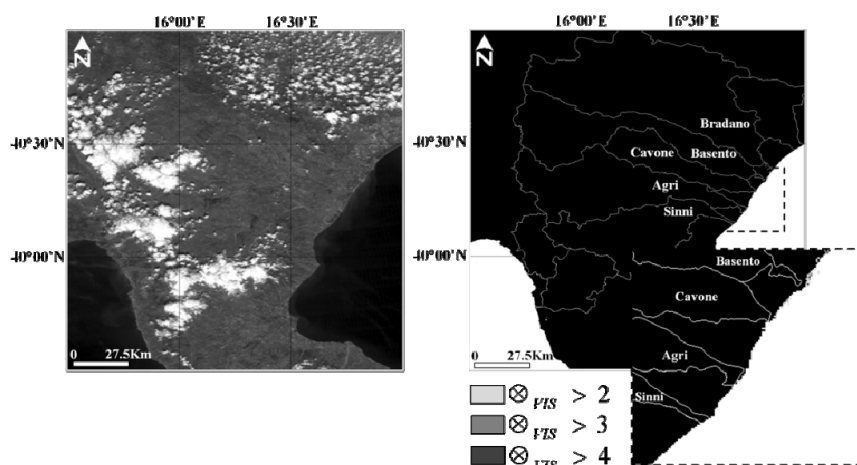 16°00'E 16°30'E
N
40°30'N
40°00'N
0 27.5Km
16°00'E 16°30'E
N
40°30'N
40°00'N
Bradano
Cavone
Basento
Agri
Sinni
Basento
Cavone
Agri
Sinni
0 27.5Km
⊗VIS > 2
⊗VIS > 3
⊗VIS > 4